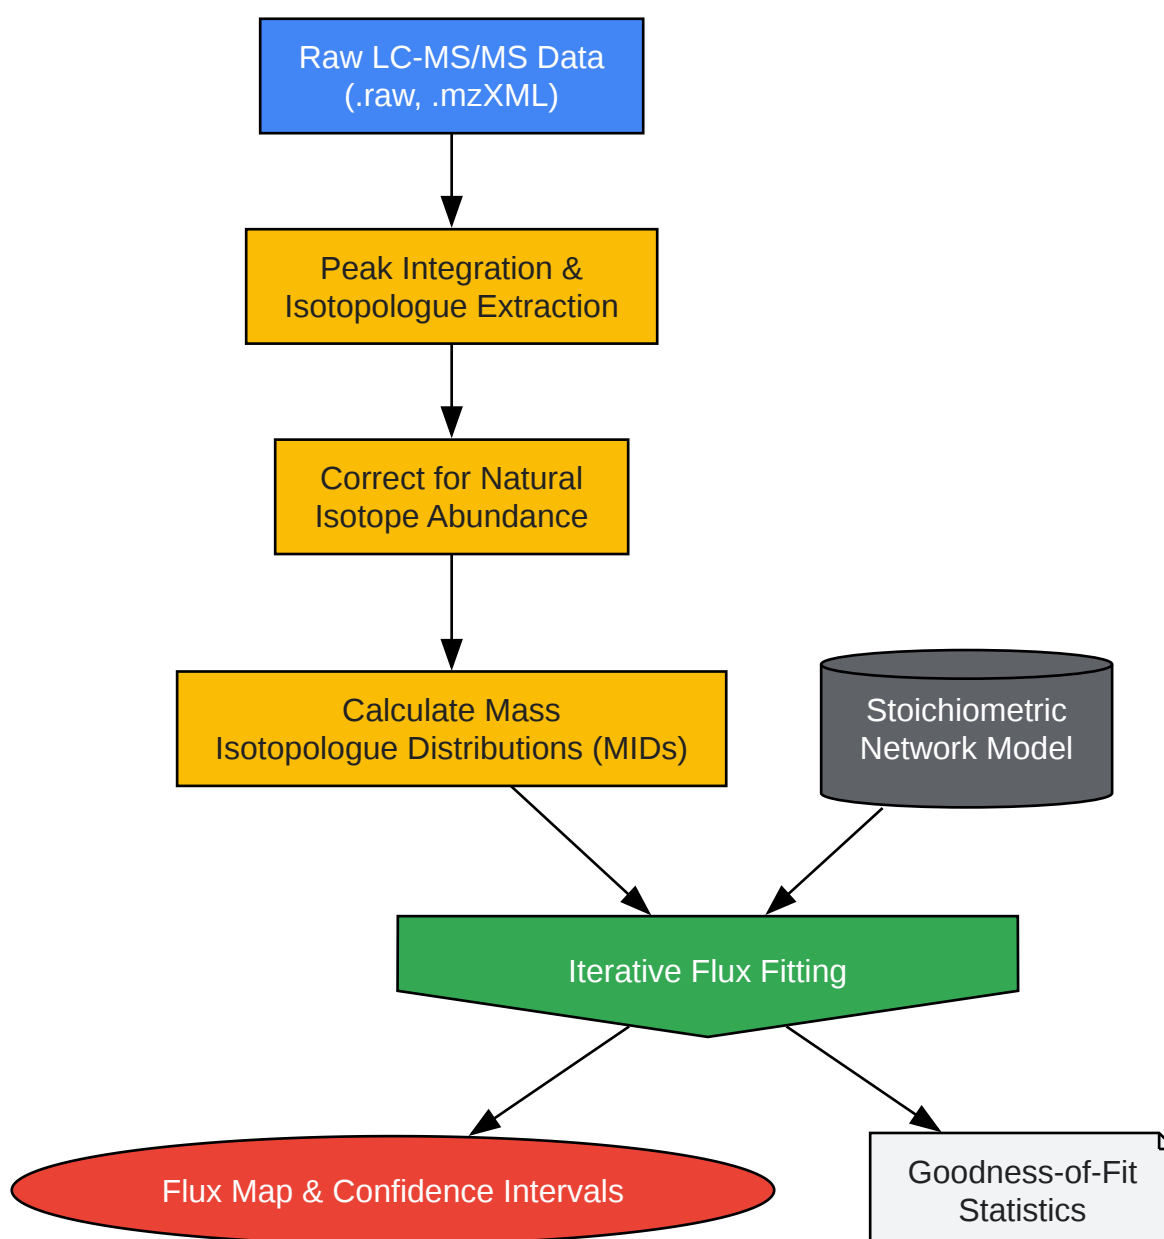 Raw LC-MS/MS Data
(.raw, .mzXML)
Peak Integration &
Isotopologue Extraction
Correct for Natural
Isotope Abundance
Calculate Mass
Isotopologue Distributions (MIDs)
Stoichiometric
Network Model
Iterative Flux Fitting
Flux Map & Confidence Intervals
Goodness-of-Fit
Statistics